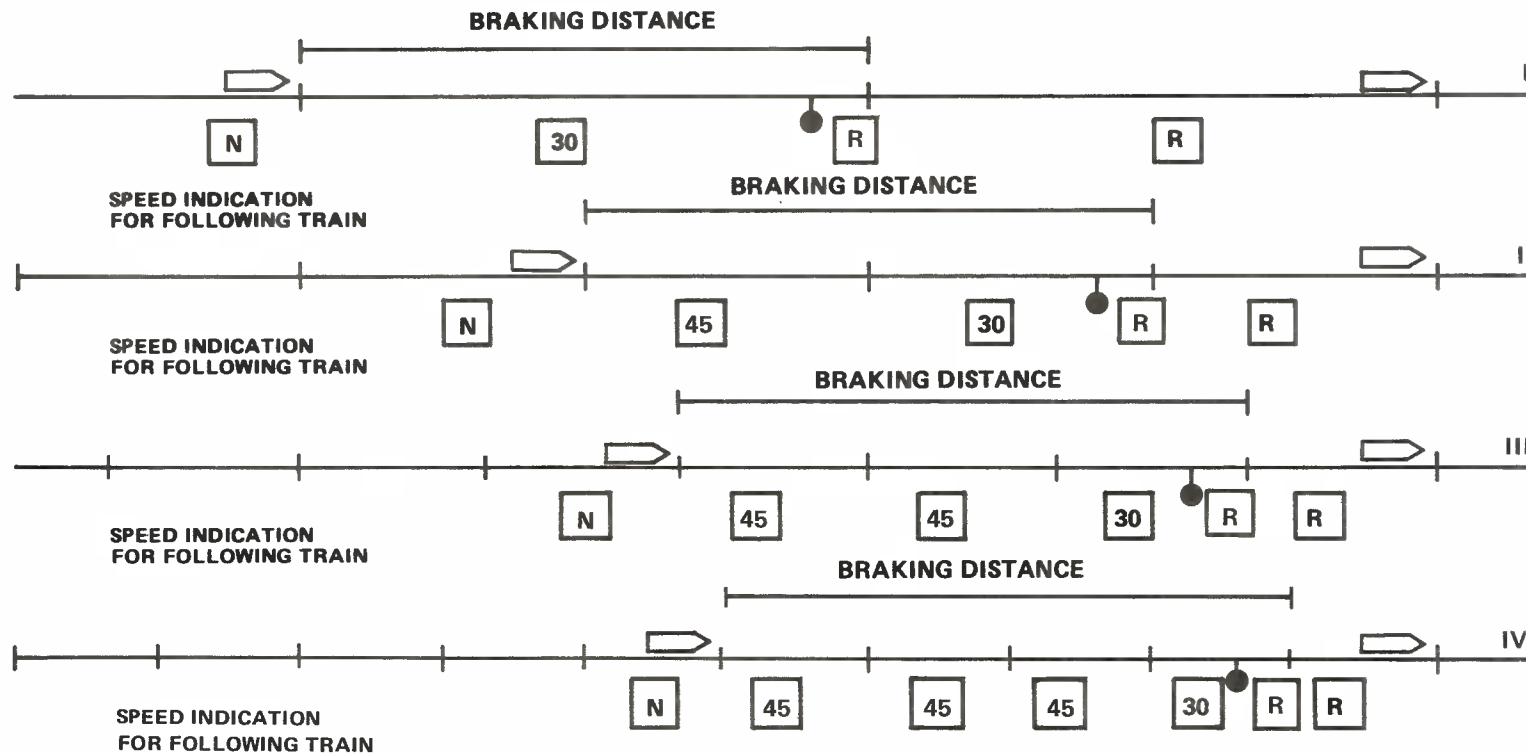 BRAKING DISTANCE
I
N 30 R R
SPEED INDICATION
FOR FOLLOWING TRAIN
BRAKING DISTANCE
N 45 30 R R
SPEED INDICATION
FOR FOLLOWING TRAIN
BRAKING DISTANCE
III
N 45 45 30 R R
SPEED INDICATION
FOR FOLLOWING TRAIN
BRAKING DISTANCE
IV
N 45 45 45 30 R R
SPEED INDICATION
FOR FOLLOWING TRAIN